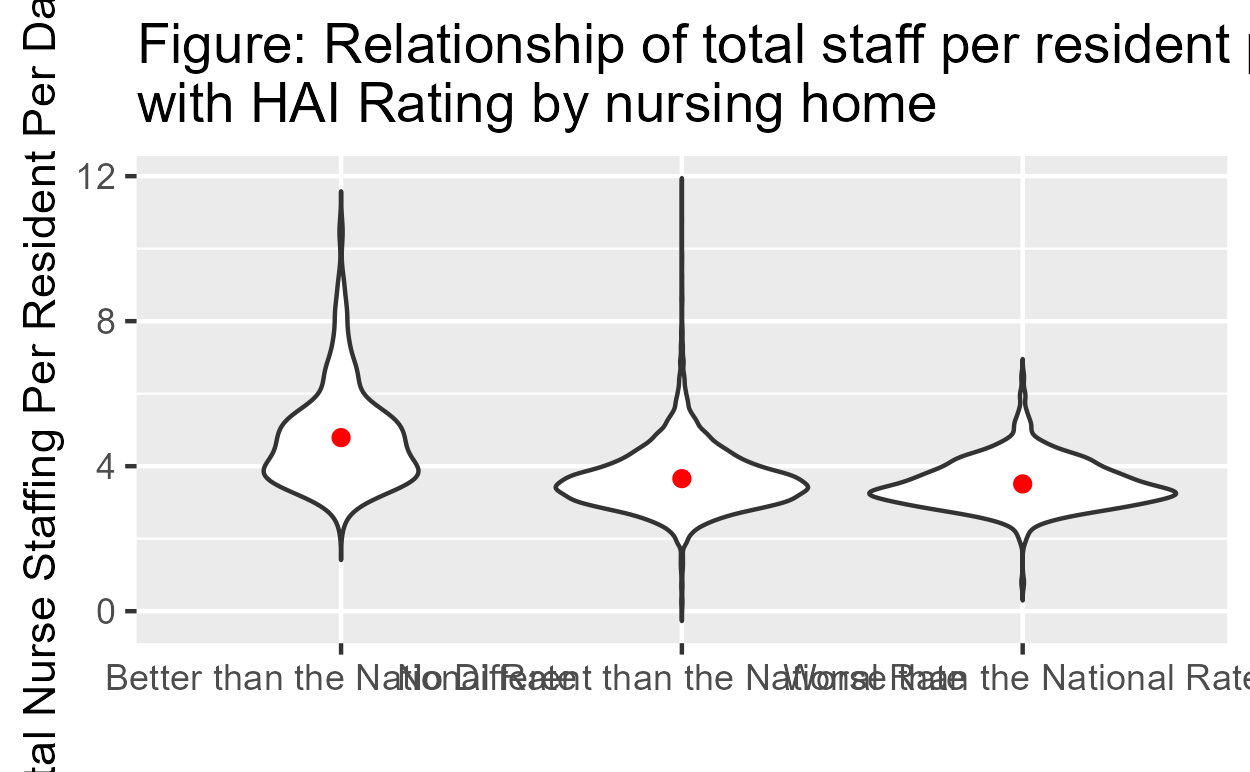 Figure: Relationship of total staff per resident
with HAI Rating by nursing home
tal Nurse Staffing Per Resident Per Da
12
8
4
0
Better than the National Rate
No Different than the National Rate
Worse than the National Rate